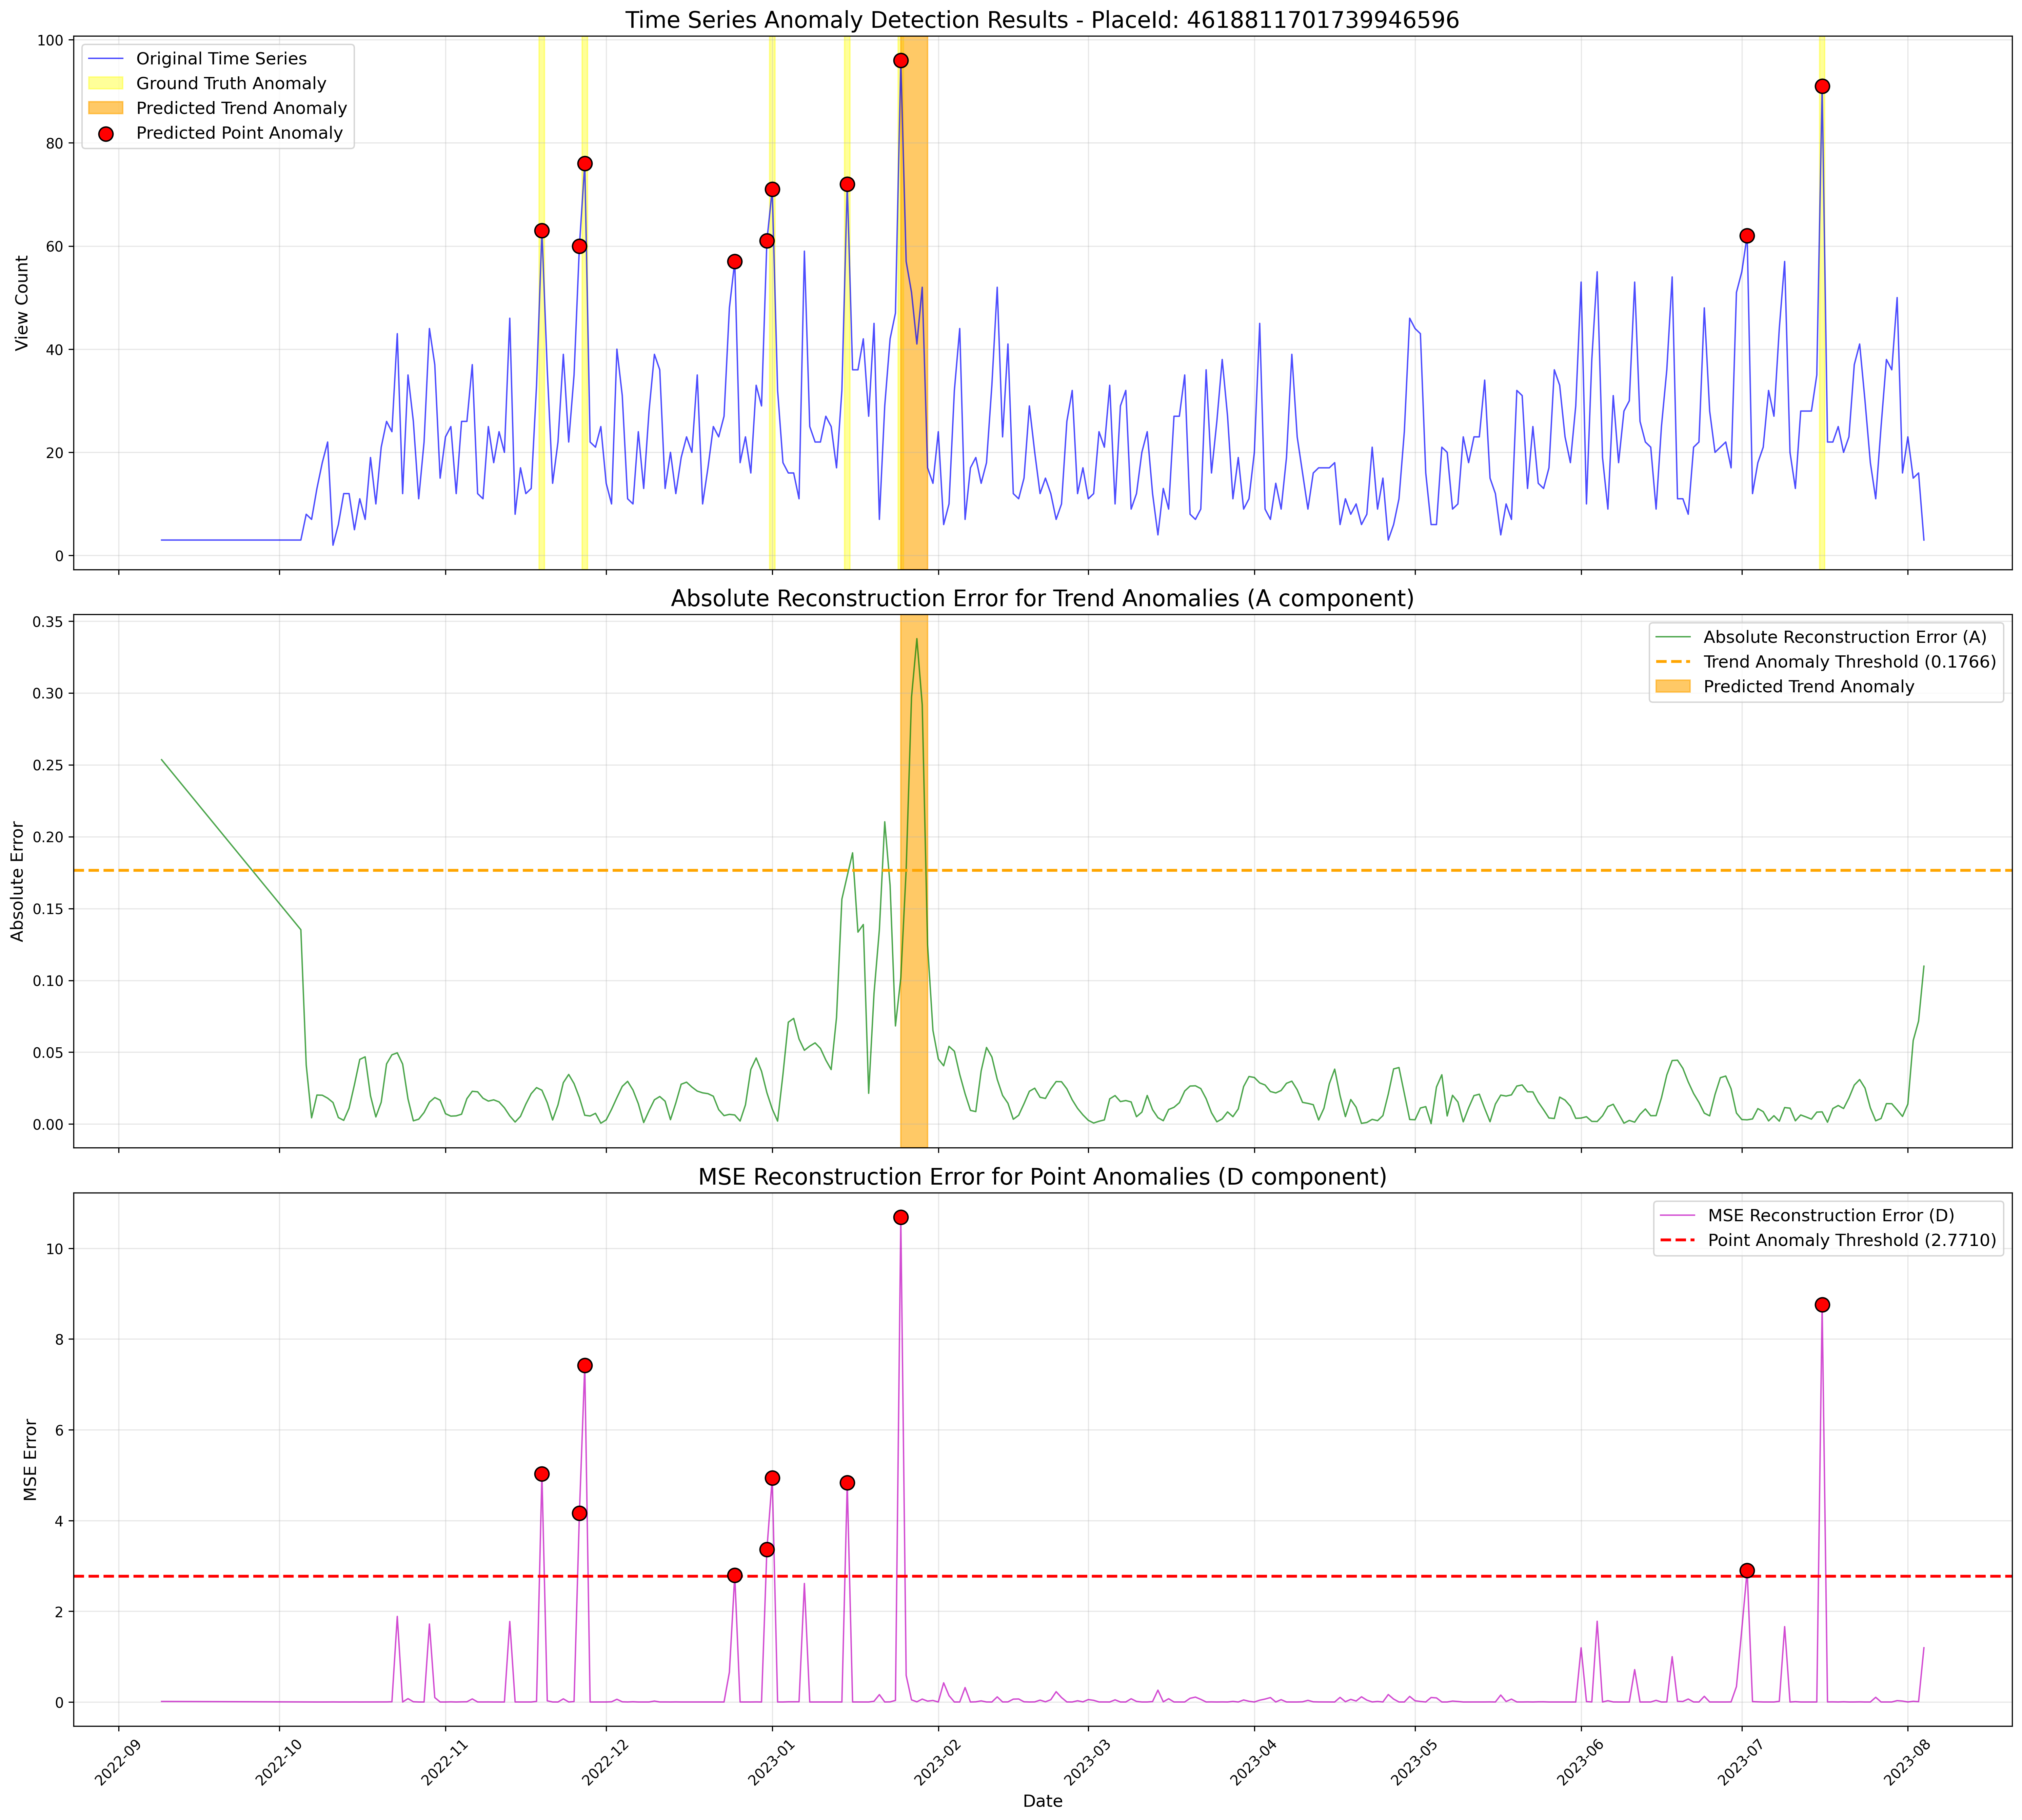 Time Series Anomaly Detection Results - PlaceId: 4618811701739946596
100
80
60
40
20
0
View Count
Original Time Series
Ground Truth Anomaly
Predicted Trend Anomaly
Predicted Point Anomaly
Absolute Reconstruction Error for Trend Anomalies (A component)
0.35
0.30
0.25
0.20
0.15
0.10
0.05
0.00
Absolute Error
Absolute Reconstruction Error (A)
Trend Anomaly Threshold (0.1766)
Predicted Trend Anomaly
MSE Reconstruction Error for Point Anomalies (D component)
10
8
6
4
2
0
MSE Error
MSE Reconstruction Error (D)
Point Anomaly Threshold (2.7710)
2022-09
2022-10
2022-11
2022-12
2023-01
2023-02
2023-03
2023-04
2023-05
2023-06
2023-07
2023-08
Date